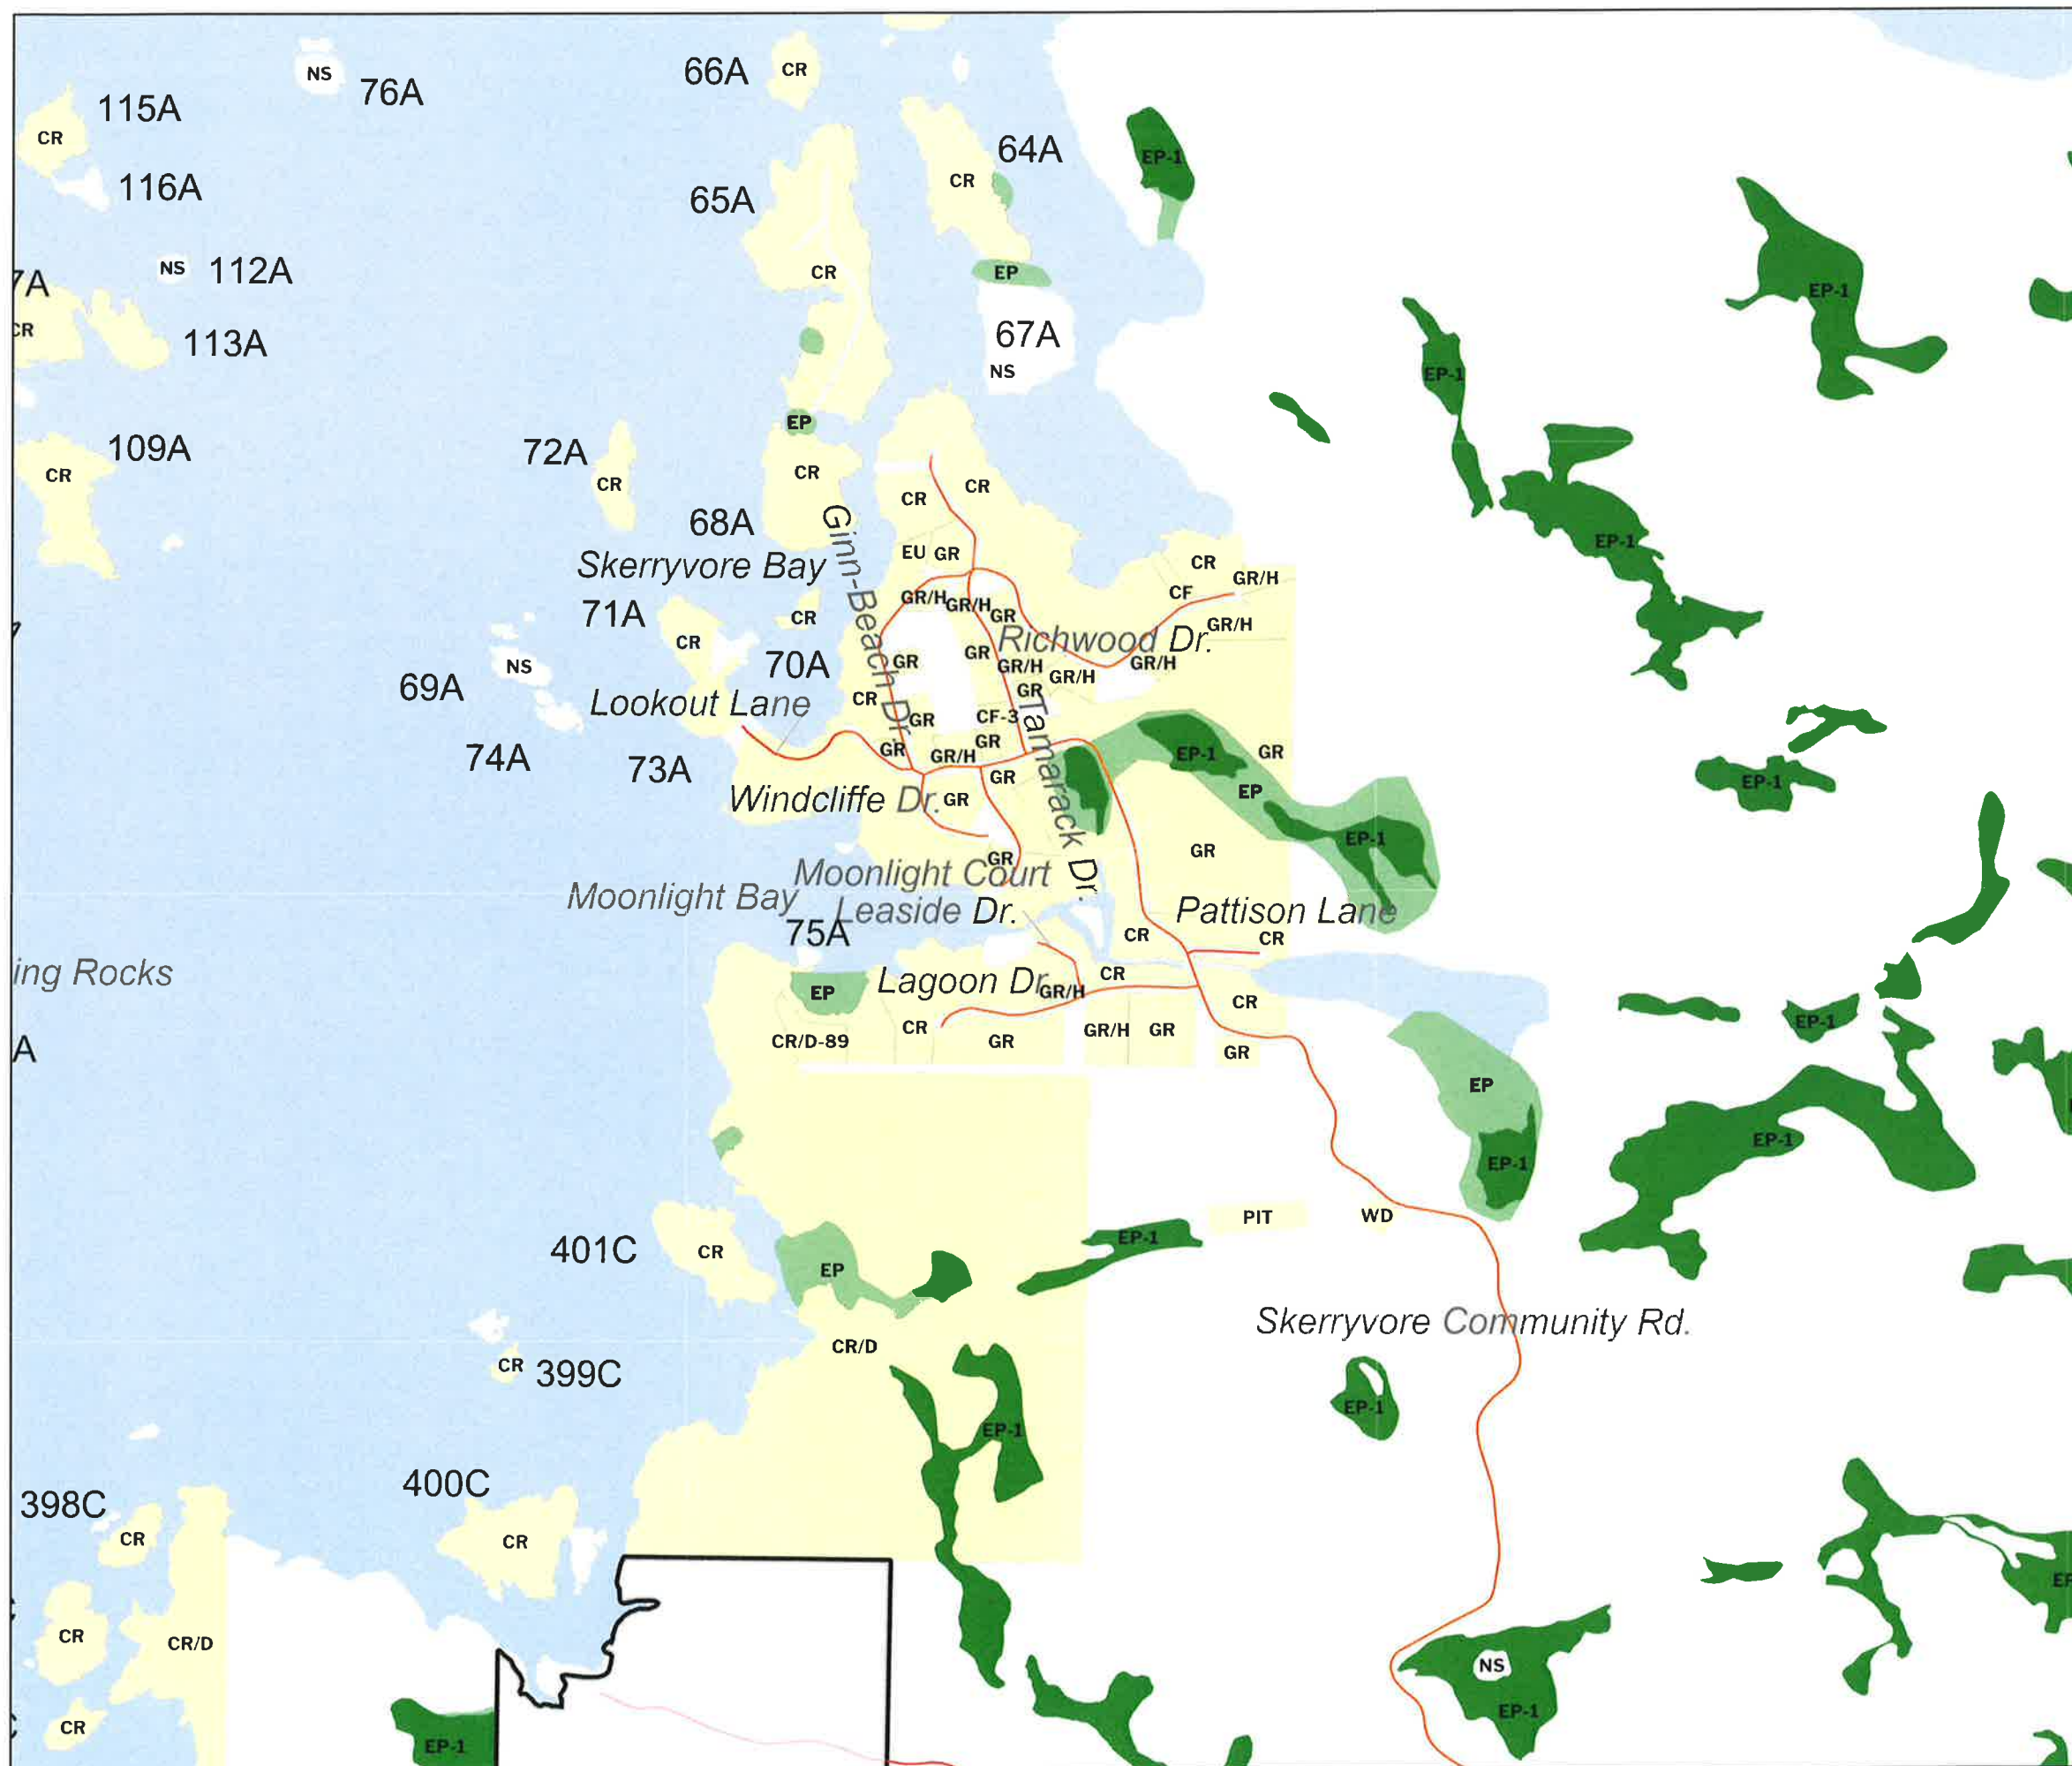 NS
76A
66A
CR
115A
CR
64A
EP-1
116A
65A
CR
NS
112A
CR
EP
EP-1
7A
CR
113A
67A
NS
EP-1
EP
109A
CR
72A
CR
CR
CR
CR
68A
Ginn-Beach Dr.
EU
GR
EP-1
Skerryvore Bay
CR
GR/H
CF
GR/H
GR/H
GR
71A
CR
CR
Richwood Dr.
GR/H
NS
70A
GR
GR
GR/H
GR/H
GR/H
69A
Lookout Lane
CR
GR
GR
CF-3
Tamarack Dr.
74A
73A
GR
GR/H
GR
EP-1
GR
GR
EP-1
Windcliffe Dr.
GR
EP
EP-1
GR
GR
Moonlight Court
Moonlight Bay
Leaside Dr.
Pattison Lane
75A
CR
CR
ing Rocks
EP
Lagoon Dr.
GR/H
CR
CR
EP-1
CR/D-89
CR
GR
GR/H
GR
GR
A
EP
EP-1
EP-1
PIT
WD
401C
CR
EP
EP-1
Skerryvore Community Rd.
CR/D
CR
399C
EP-1
EP-1
400C
398C
CR
CR
EP
CR
CR/D
NS
EP-1
CR
EP-1